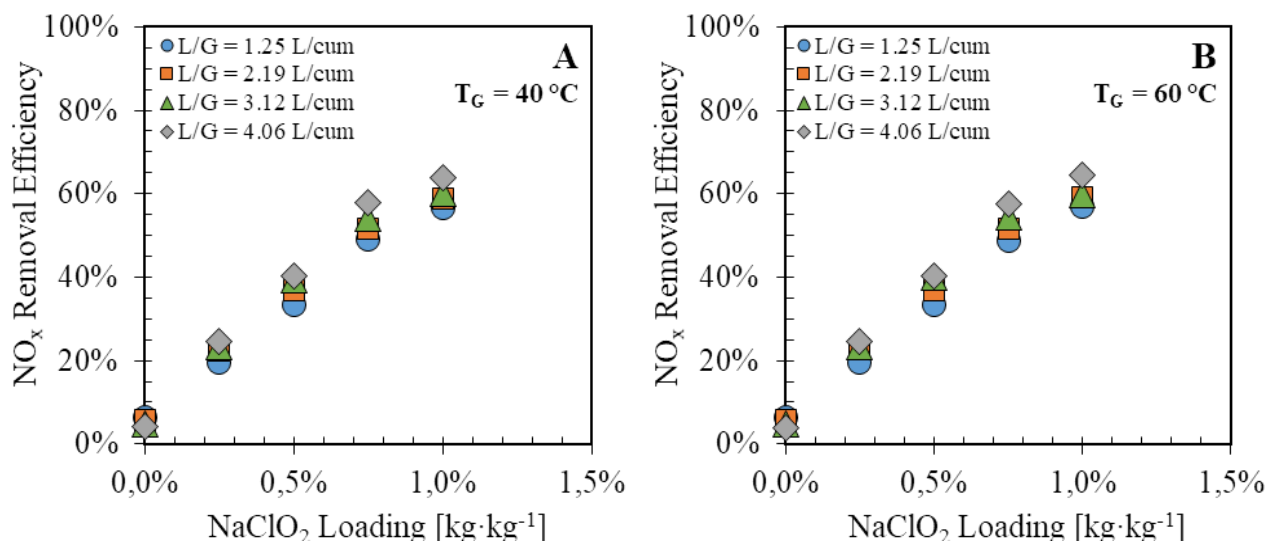 100%
80%
60%
40%
20%
0%
NOₓ Removal Efficiency
L/G = 1.25 L/cum
L/G = 2.19 L/cum
L/G = 3.12 L/cum
L/G = 4.06 L/cum
A
T_G = 40 °C
0,0%
0,5%
1,0%
1,5%
NaClO₂ Loading [kg·kg⁻¹]
100%
80%
60%
40%
20%
0%
NOₓ Removal Efficiency
L/G = 1.25 L/cum
L/G = 2.19 L/cum
L/G = 3.12 L/cum
L/G = 4.06 L/cum
B
T_G = 60 °C
0,0%
0,5%
1,0%
1,5%
NaClO₂ Loading [kg·kg⁻¹]